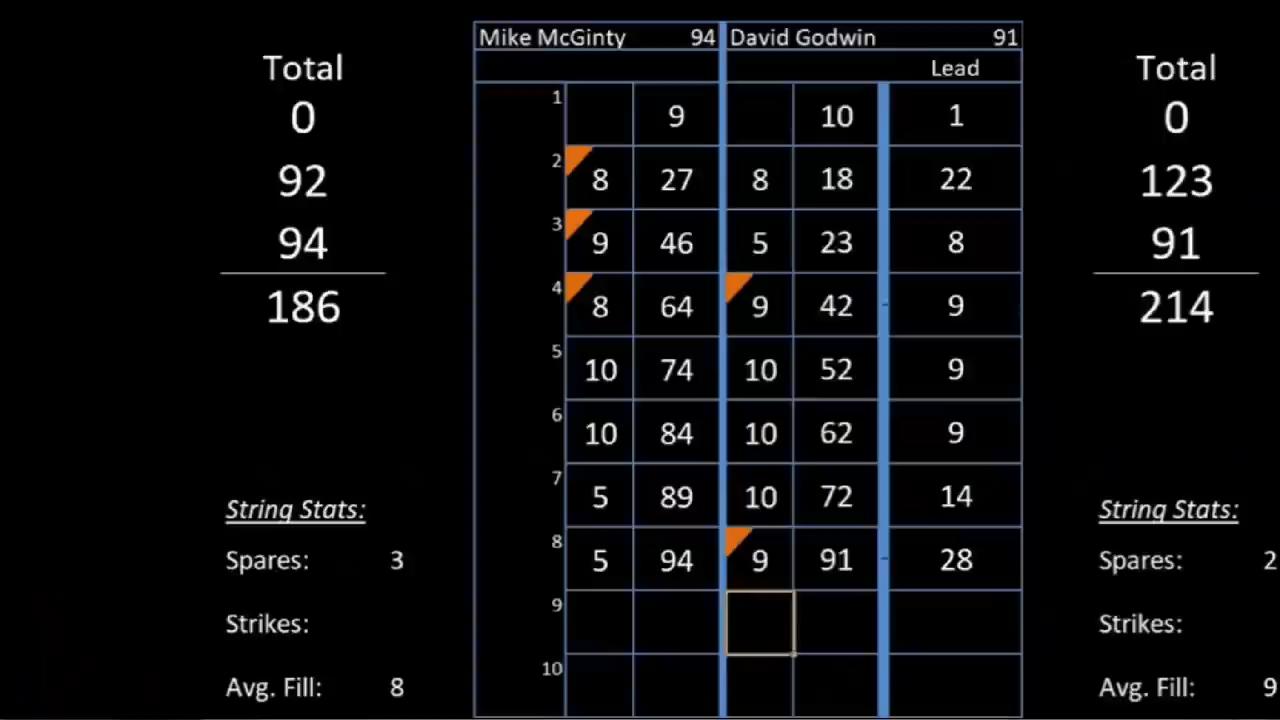 Mike McGinty 94 David Godwin 91
Total Lead Total
0 1 9 10 1 0
92 2 8 27 8 18 22 123
94 3 9 46 5 23 8 91
186 4 8 64 9 42 9 214
5 10 74 10 52 9
6 10 84 10 62 9
String Stats: 7 5 89 10 72 14 String Stats:
Spares: 3 8 5 94 9 91 28 Spares: 2
Strikes: 9 Strikes:
Avg. Fill: 8 10 Avg. Fill: 9